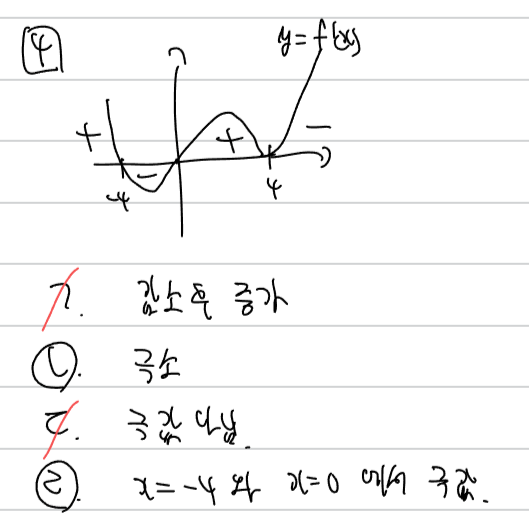 4
y=f(x)
+ - + -
-4 4
ㄱ. 감소후 증가
ㄴ. 극소
ㄷ. 극값 아님.
ㄹ. x=-4 와 x=0 에서 극값.